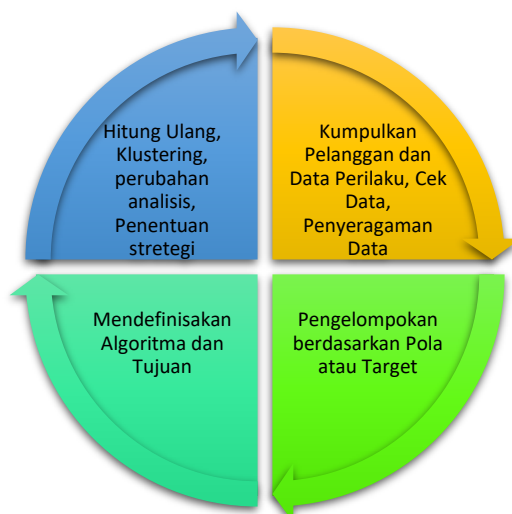 Hitung Ulang,
Klustering,
perubahan
analisis,
Penentuan
stretegi
Kumpulkan
Pelanggan dan
Data Perilaku, Cek
Data,
Penyeragaman
Data
Mendefinisakan
Algoritma dan
Tujuan
Pengelompokan
berdasarkan Pola
atau Target